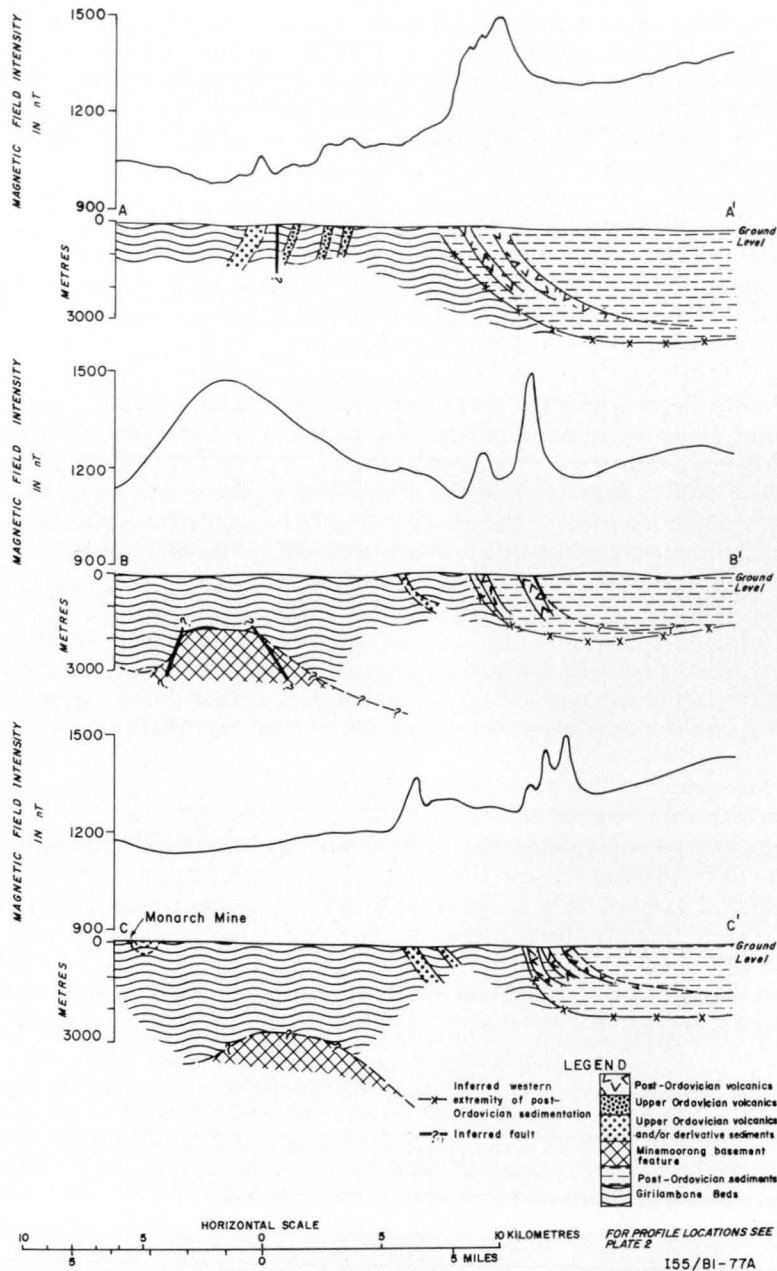 1500
1200
900
MAGNETIC FIELD INTENSITY
IN nT
A
A'
0
Ground
Level
METRES
3000
?
1500
1200
900
MAGNETIC FIELD INTENSITY
IN nT
B
B'
0
Ground
Level
METRES
3000
? ? ? ? ? ?
1500
1200
900
MAGNETIC FIELD INTENSITY
IN nT
Monarch Mine
C
C'
0
Ground
Level
METRES
3000
? ? ?
LEGEND
x Inferred western
extremity of post-
Ordovician sedimentation
? Inferred fault
Post-Ordovician volcanics
Upper Ordovician volcanics
Upper Ordovician volcanics
and/or derivative sediments
Minemoorong basement
feature
Post-Ordovician sediments
Girilambone Beds
HORIZONTAL SCALE
10 5 0 5 10 KILOMETRES
5 0 5 MILES
FOR PROFILE LOCATIONS SEE
PLATE 2
I55/B1-77A